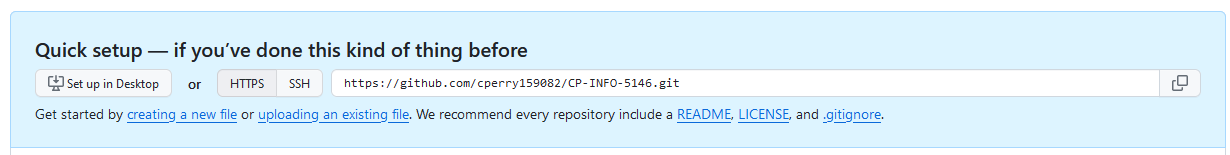 Quick setup — if you've done this kind of thing before
Set up in Desktop or HTTPS SSH https://github.com/cperry159082/CP-INFO-5146.git
Get started by creating a new file or uploading an existing file. We recommend every repository include a README, LICENSE, and .gitignore.